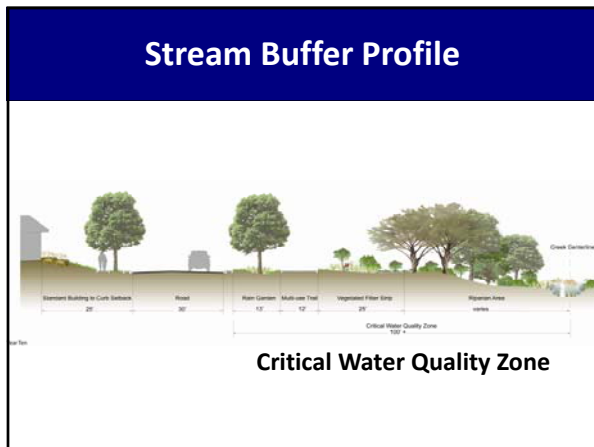 Stream Buffer Profile
Creek Centerline
Standard Building to Curb Setback Road Rain Garden Multi-use Trail Vegetated Filter Strip Riparian Area
25' 30' 13' 12' 25' varies
Critical Water Quality Zone
100' +
Critical Water Quality Zone